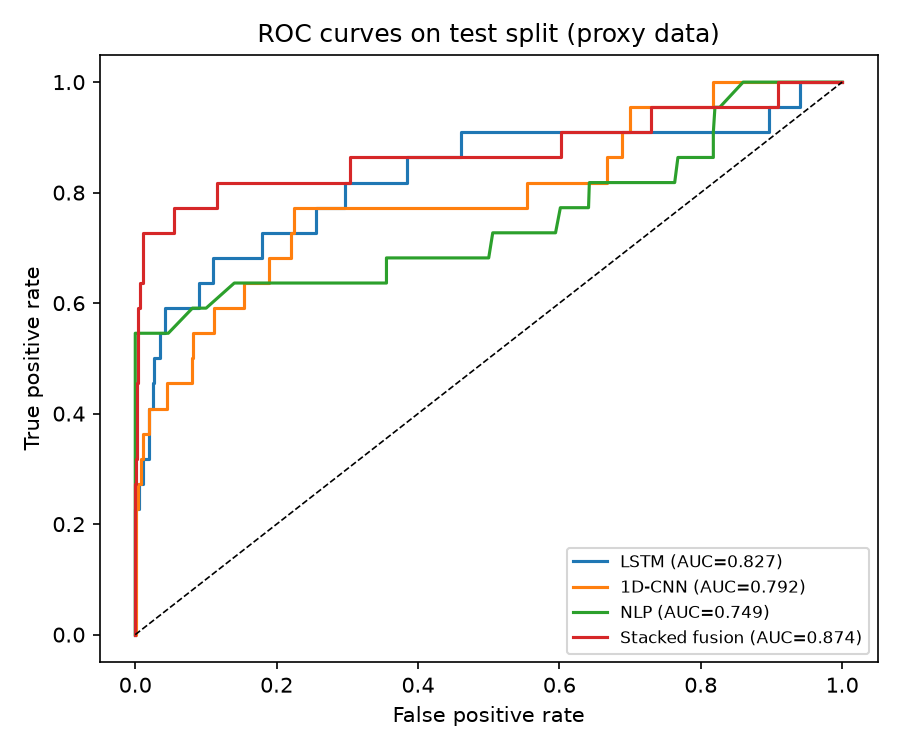 ROC curves on test split (proxy data)
True positive rate
1.0
0.8
0.6
0.4
0.2
0.0
0.0 0.2 0.4 0.6 0.8 1.0
False positive rate
LSTM (AUC=0.827)
1D-CNN (AUC=0.792)
NLP (AUC=0.749)
Stacked fusion (AUC=0.874)